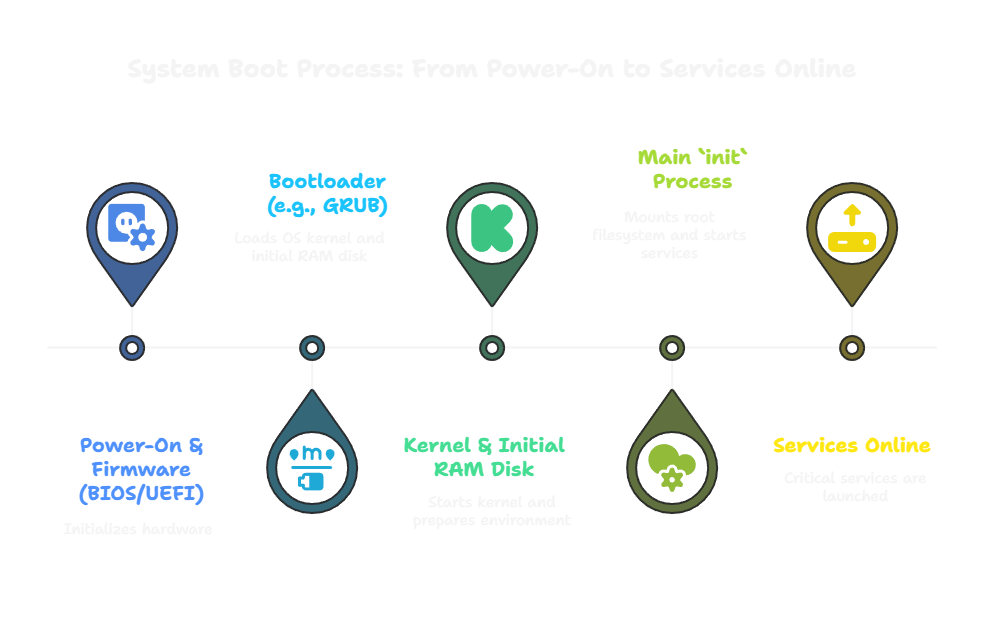 System Boot Process: From Power-On to Services Online
Power-On &
Firmware
(BIOS/UEFI)
Initializes hardware
Bootloader
(e.g., GRUB)
Loads OS kernel and
initial RAM disk
Kernel & Initial
RAM Disk
Starts kernel and
prepares environment
Main `init`
Process
Mounts root
filesystem and starts
services
Services Online
Critical services are
launched